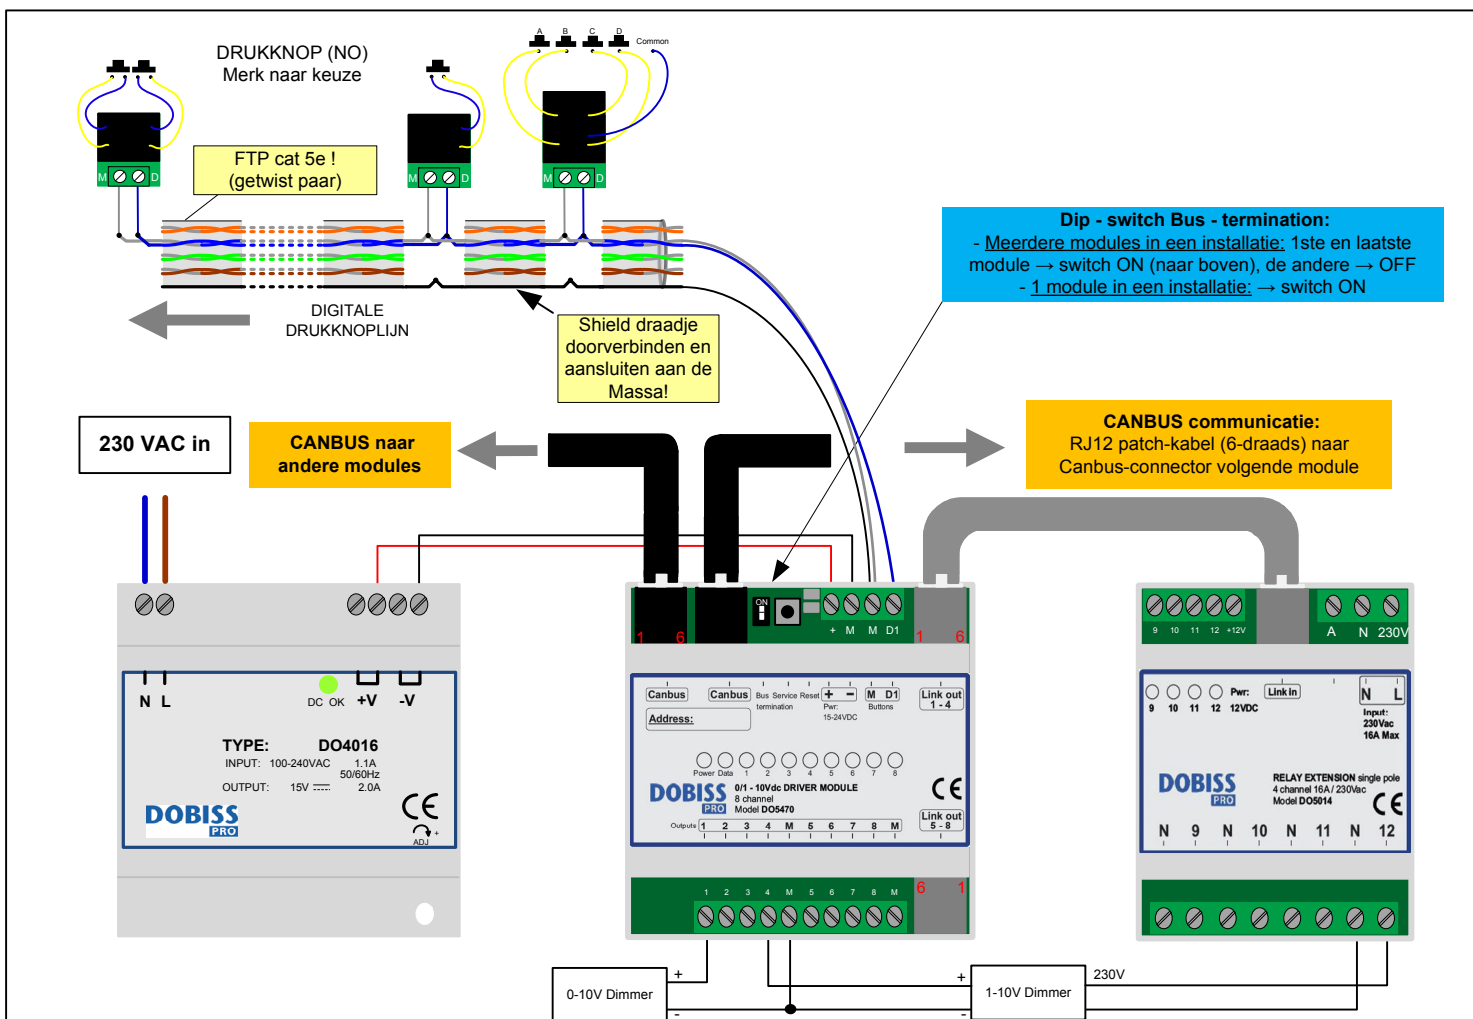 DRUKKNOP (NO)
Merk naar keuze
A B C D Common
M D
M D
M D
FTP cat 5e !
(getwist paar)
Dip - switch Bus - termination:
- Meerdere modules in een installatie: 1ste en laatste
module → switch ON (naar boven), de andere → OFF
- 1 module in een installatie: → switch ON
DIGITALE
DRUKKNOPLIJN
Shield draadje
doorverbinden en
aansluiten aan de
Massa!
230 VAC in
CANBUS naar
andere modules
CANBUS communicatie:
RJ12 patch-kabel (6-draads) naar
Canbus-connector volgende module
N L
DC OK +V -V
TYPE: DO4016
INPUT: 100-240VAC 1.1A
50/60Hz
OUTPUT: 15V 2.0A
DOBISS
PRO
CE
ADJ
+
1 6
ON
+ M M D1
1 6
Canbus Canbus Bus Service Reset + - M D1 Link out
termination Pwr: Buttons 1 - 4
15-24VDC
Address:
Power Data 1 2 3 4 5 6 7 8
DOBISS
PRO
0/1 - 10Vdc DRIVER MODULE
8 channel
Model DO5470
CE
Link out
5 - 8
Outputs 1 2 3 4 M 5 6 7 8 M
1 2 3 4 M 5 6 7 8 M
6 1
9 10 11 12 +12V
A N 230V
9 10 11 12
Pwr:
12VDC
Link in
N L
Input:
230Vac
16A Max
DOBISS
PRO
RELAY EXTENSION single pole
4 channel 16A / 230Vac
Model DO5014
CE
N 9 N 10 N 11 N 12
0-10V Dimmer
+
-
+
-
1-10V Dimmer
230V